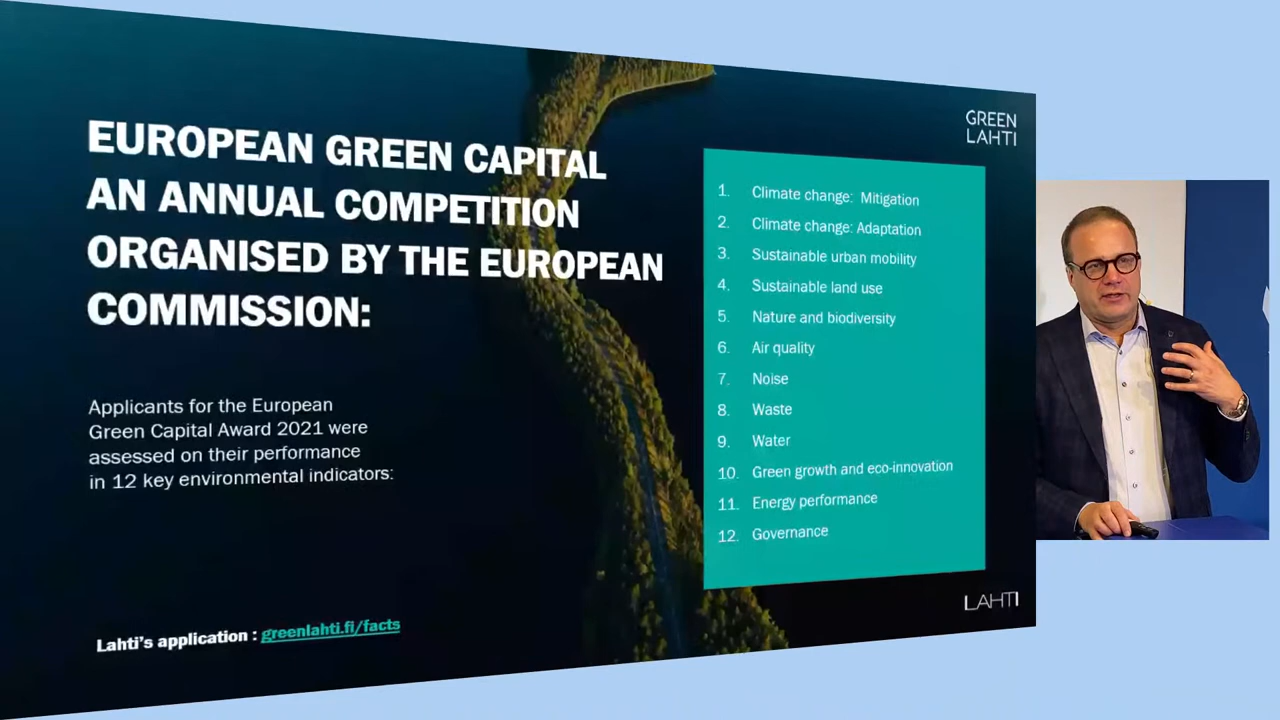 EUROPEAN GREEN CAPITAL
AN ANNUAL COMPETITION
ORGANISED BY THE EUROPEAN
COMMISSION:
Applicants for the European
Green Capital Award 2021 were
assessed on their performance
in 12 key environmental indicators:
Lahti's application : greenlahti.fi/facts
GREEN
LAHTI
1. Climate change: Mitigation
2. Climate change: Adaptation
3. Sustainable urban mobility
4. Sustainable land use
5. Nature and biodiversity
6. Air quality
7. Noise
8. Waste
9. Water
10. Green growth and eco-innovation
11. Energy performance
12. Governance
LAHTI